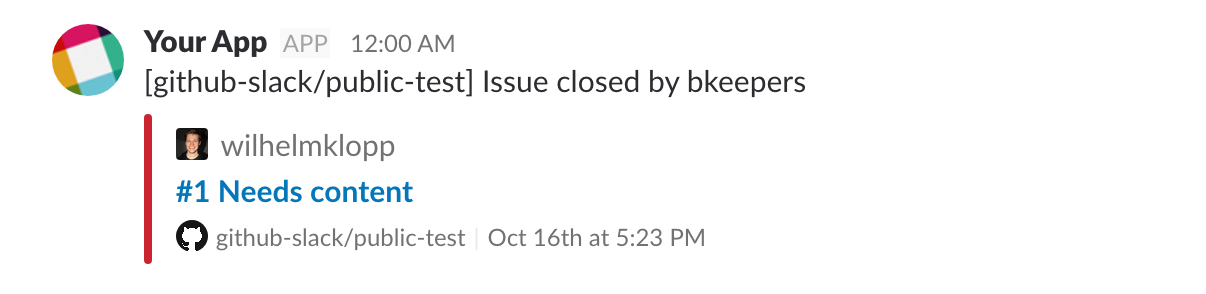 Your App APP 12:00 AM
[github-slack/public-test] Issue closed by bkeepers
wilhelmklopp
#1 Needs content
github-slack/public-test | Oct 16th at 5:23 PM